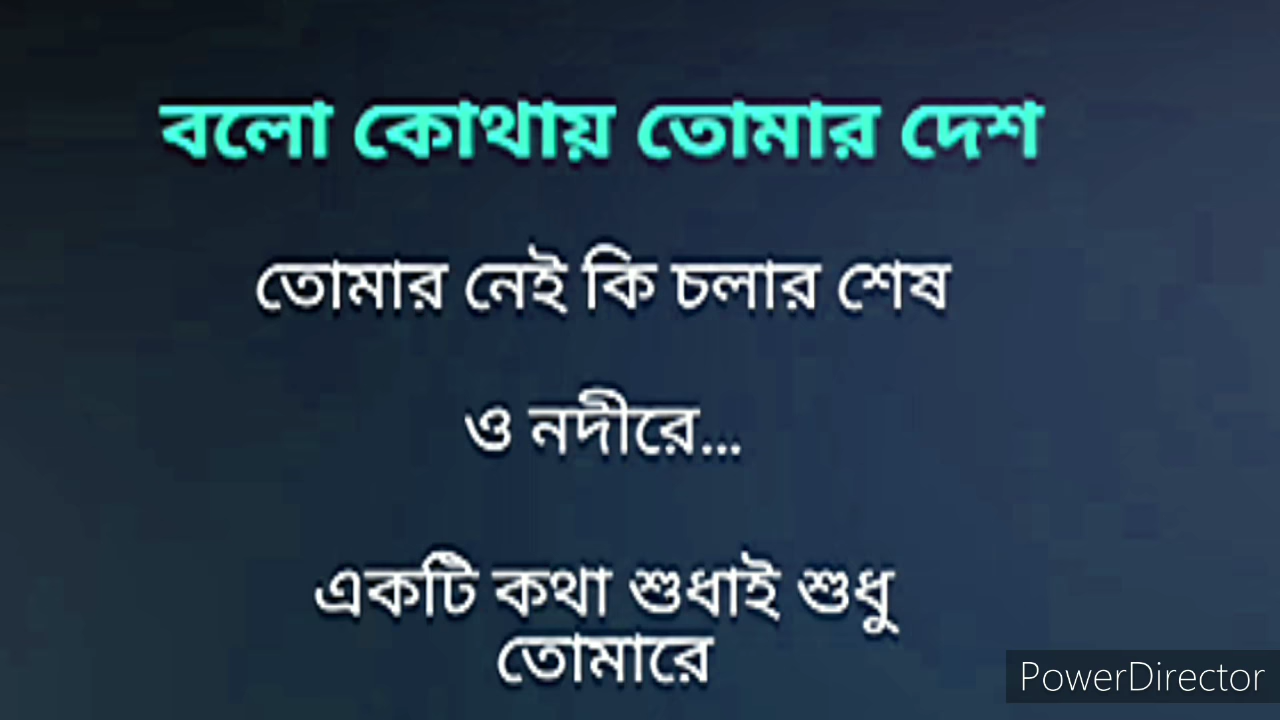 বলো কোথায় তোমার দেশ
তোমার নেই কি চলার শেষ
ও নদীরে...
একটি কথা শুধাই শুধু
তোমারে
PowerDirector